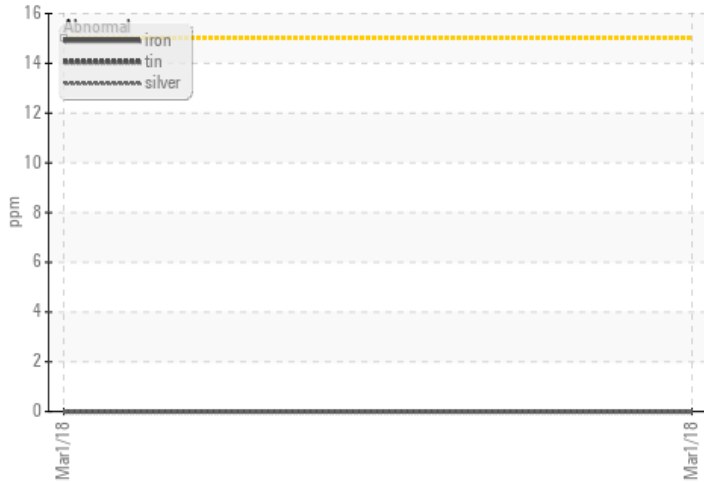 16
Abnormal
iron
tin
silver
14
12
10
8
6
4
2
0
ppm
Mar1/18
Mar1/18